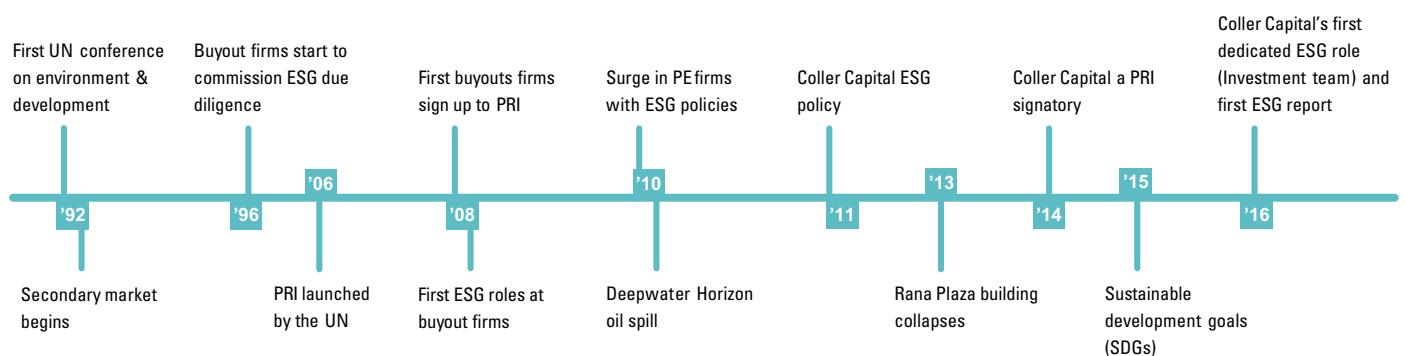 First UN conference
on environment &
development
Buyout firms start to
commission ESG due
diligence
First buyouts firms
sign up to PRI
Surge in PE firms
with ESG policies
Coller Capital ESG
policy
Coller Capital a PRI
signatory
Coller Capital’s first
dedicated ESG role
(Investment team) and
first ESG report
’92
’96
’06
’08
’10
’11
’13
’14
’15
’16
Secondary market
begins
PRI launched
by the UN
First ESG roles at
buyout firms
Deepwater Horizon
oil spill
Rana Plaza building
collapses
Sustainable
development goals
(SDGs)